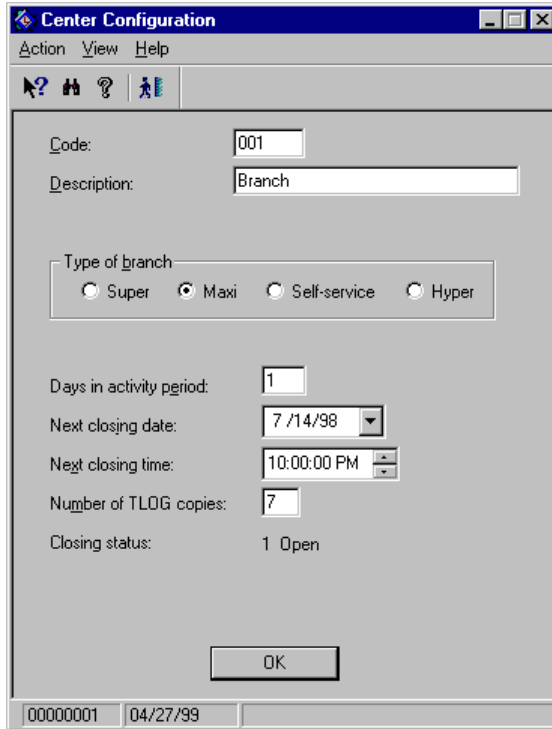 Center Configuration
Action View Help
Code: 001
Description: Branch
Type of branch
Super Maxi Self-service Hyper
Days in activity period: 1
Next closing date: 7 /14/98
Next closing time: 10:00:00 PM
Number of TLOG copies: 7
Closing status: 1 Open
OK
00000001 04/27/99